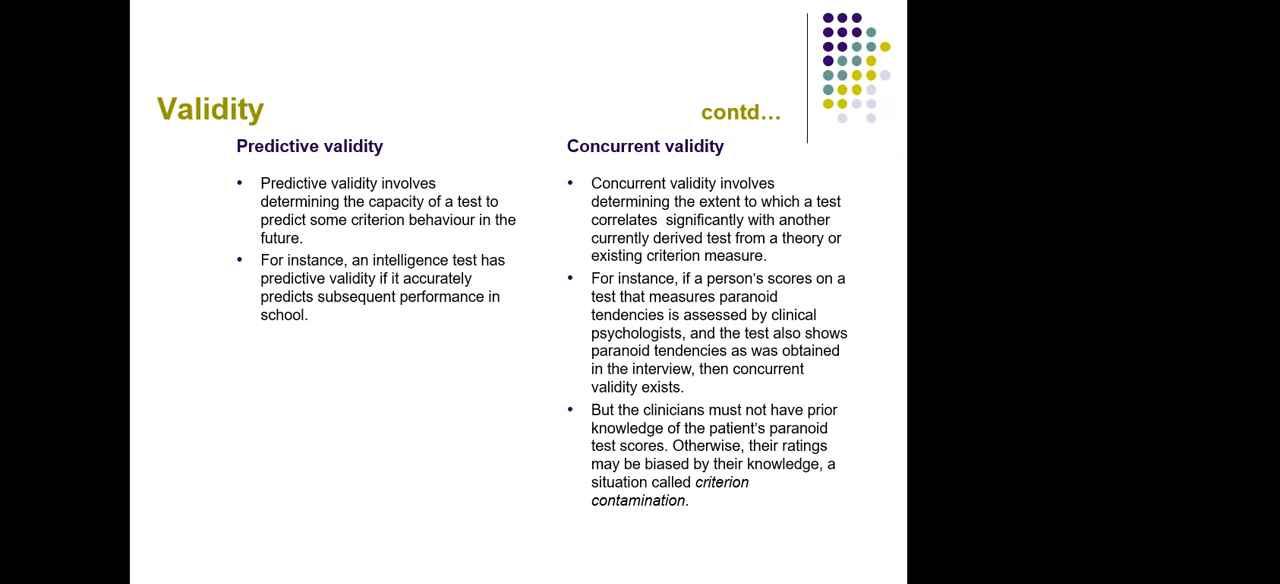 Validity
contd...
Predictive validity
• Predictive validity involves
determining the capacity of a test to
predict some criterion behaviour in the
future.
• For instance, an intelligence test has
predictive validity if it accurately
predicts subsequent performance in
school.
Concurrent validity
• Concurrent validity involves
determining the extent to which a test
correlates  significantly with another
currently derived test from a theory or
existing criterion measure.
• For instance, if a person’s scores on a
test that measures paranoid
tendencies is assessed by clinical
psychologists, and the test also shows
paranoid tendencies as was obtained
in the interview, then concurrent
validity exists.
• But the clinicians must not have prior
knowledge of the patient’s paranoid
test scores. Otherwise, their ratings
may be biased by their knowledge, a
situation called criterion
contamination.